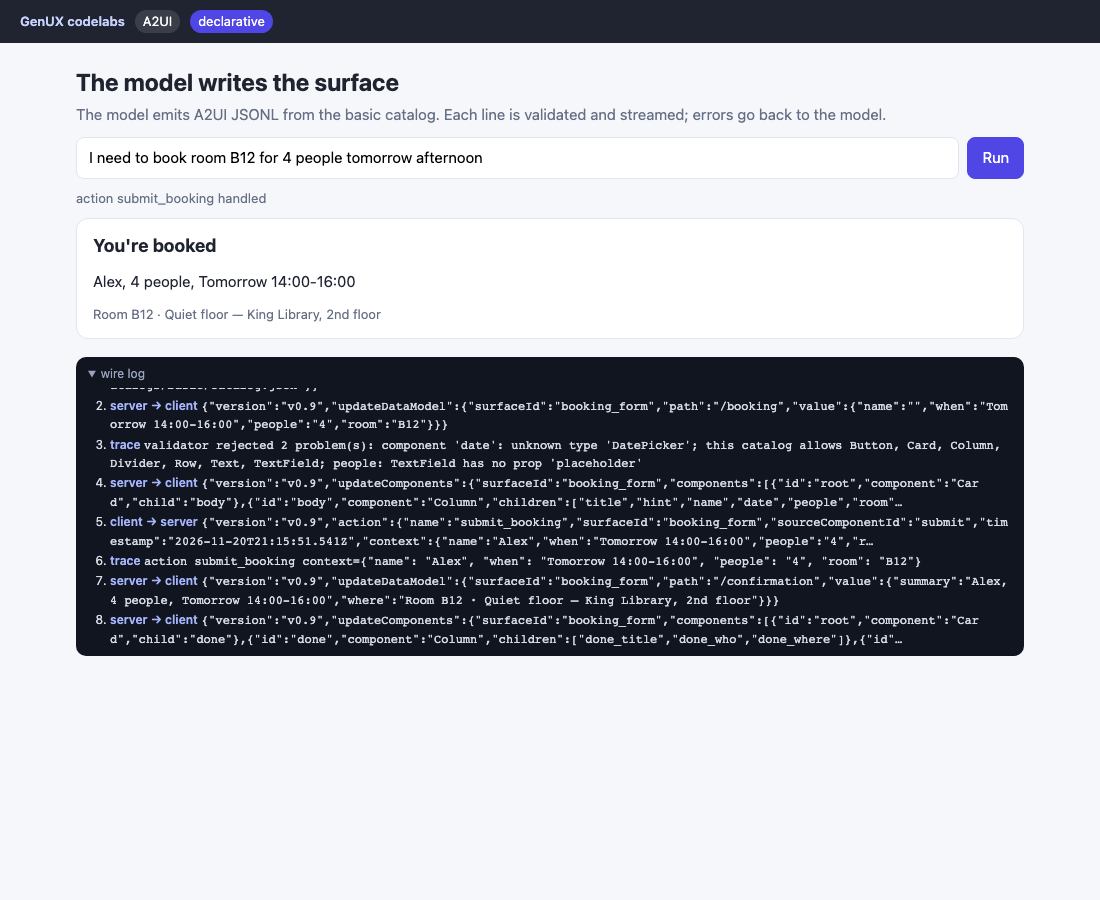 GenUX codelabs A2UI declarative
The model writes the surface
The model emits A2UI JSONL from the basic catalog. Each line is validated and streamed; errors go back to the model.
I need to book room B12 for 4 people tomorrow afternoon
Run
action submit_booking handled
You're booked
Alex, 4 people, Tomorrow 14:00-16:00
Room B12 · Quiet floor — King Library, 2nd floor
▼ wire log
2. server → client {"version":"v0.9","updateDataModel":{"surfaceId":"booking_form","path":"/booking","value":{"name":"","when":"Tom
orrow 14:00-16:00","people":"4","room":"B12"}}}
3. trace validator rejected 2 problem(s): component 'date': unknown type 'DatePicker'; this catalog allows Button, Card, Column,
Divider, Row, Text, TextField; people: TextField has no prop 'placeholder'
4. server → client {"version":"v0.9","updateComponents":{"surfaceId":"booking_form","components":[{"id":"root","component":"Car
d","child":"body"},{"id":"body","component":"Column","children":["title","hint","name","date","people","room"…
5. client → server {"version":"v0.9","action":{"name":"submit_booking","surfaceId":"booking_form","sourceComponentId":"submit","tim
estamp":"2026-11-20T21:15:51.541Z","context":{"name":"Alex","when":"Tomorrow 14:00-16:00","people":"4","r…
6. trace action submit_booking context={"name": "Alex", "when": "Tomorrow 14:00-16:00", "people": "4", "room": "B12"}
7. server → client {"version":"v0.9","updateDataModel":{"surfaceId":"booking_form","path":"/confirmation","value":{"summary":"Alex,
4 people, Tomorrow 14:00-16:00","where":"Room B12 · Quiet floor — King Library, 2nd floor"}}}
8. server → client {"version":"v0.9","updateComponents":{"surfaceId":"booking_form","components":[{"id":"root","component":"Car
d","child":"done"},{"id":"done","component":"Column","children":["done_title","done_who","done_where"]},{"id"…